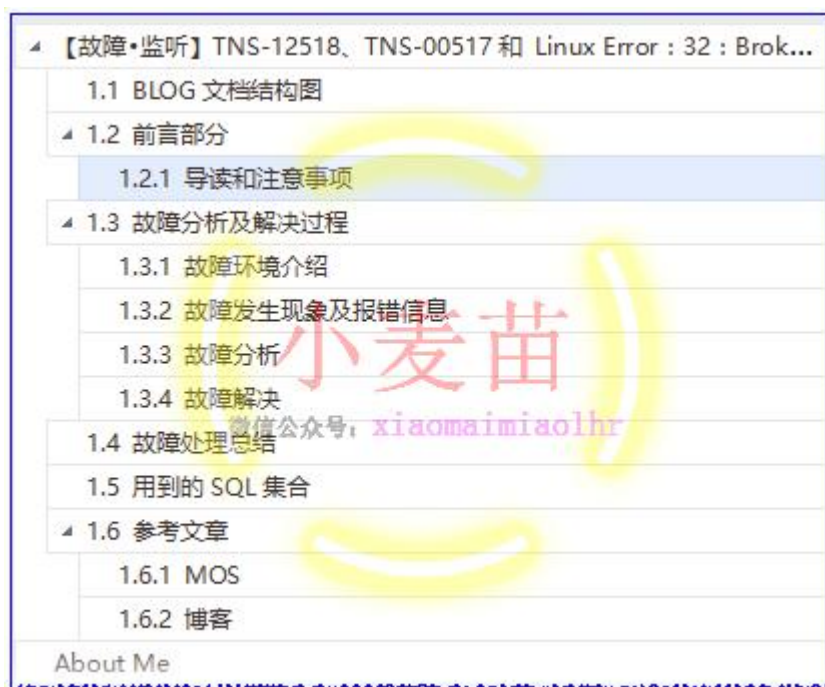 【故障•监听】TNS-12518、TNS-00517 和 Linux Error : 32 : Brok...
1.1 BLOG 文档结构图
1.2 前言部分
1.2.1 导读和注意事项
1.3 故障分析及解决过程
1.3.1 故障环境介绍
1.3.2 故障发生现象及报错信息
1.3.3 故障分析
小麦苗
1.3.4 故障解决
微信公众号: xiaomaimiaolhr
1.4 故障处理总结
1.5 用到的 SQL 集合
1.6 参考文章
1.6.1 MOS
1.6.2 博客
About Me